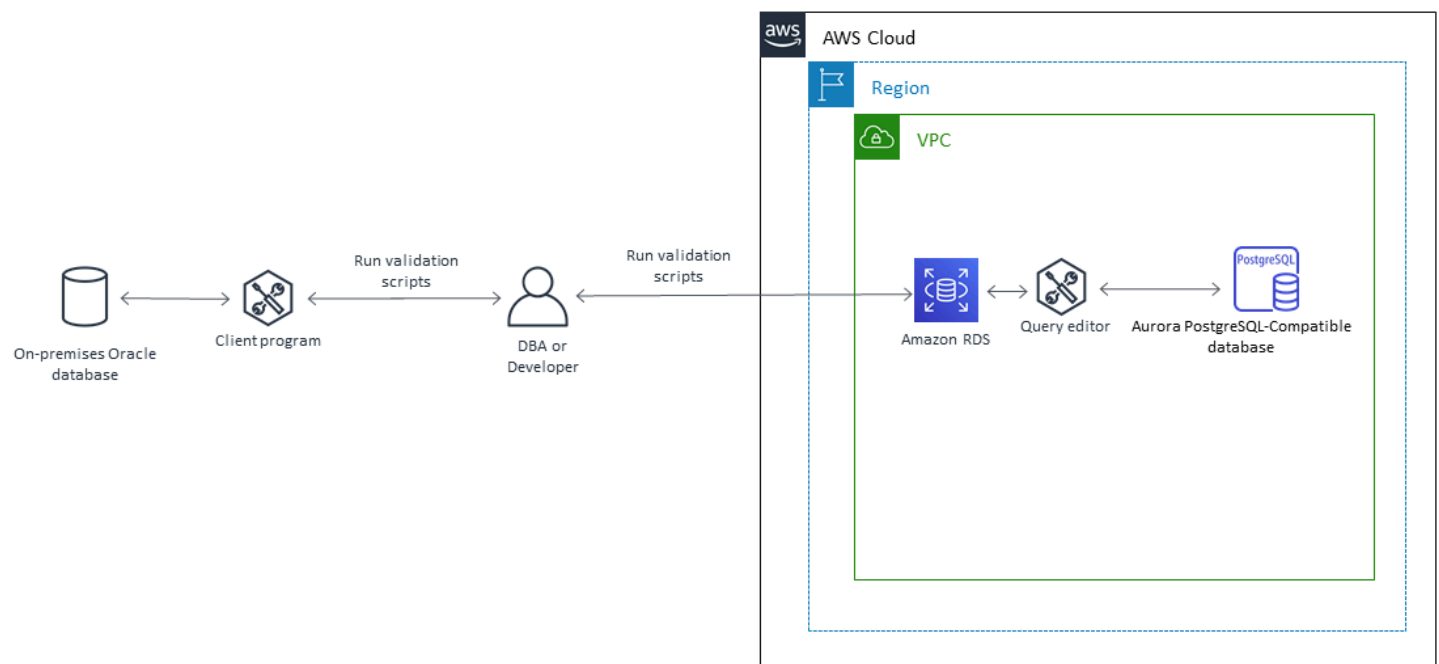 aws
AWS Cloud
Region
VPC
Run validation
scripts
Run validation
scripts
PostgreSQL
On-premises Oracle
database
Client program
DBA or
Developer
Amazon RDS
Query editor
Aurora PostgreSQL-Compatible
database